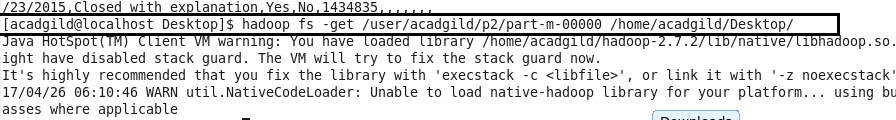 /23/2015,Closed with explanation,Yes,No,1434835,,,,,,,
[acadgild@localhost Desktop]$ hadoop fs -get /user/acadgild/p2/part-m-00000 /home/acadgild/Desktop/
Java HotSpot(TM) Client VM warning: You have loaded library /home/acadgild/hadoop-2.7.2/lib/native/libhadoop.so.
ight have disabled stack guard. The VM will try to fix the stack guard now.
It's highly recommended that you fix the library with 'execstack -c <libfile>', or link it with '-z noexecstack'
17/04/26 06:10:46 WARN util.NativeCodeLoader: Unable to load native-hadoop library for your platform... using bu
asses where applicable
Downloads